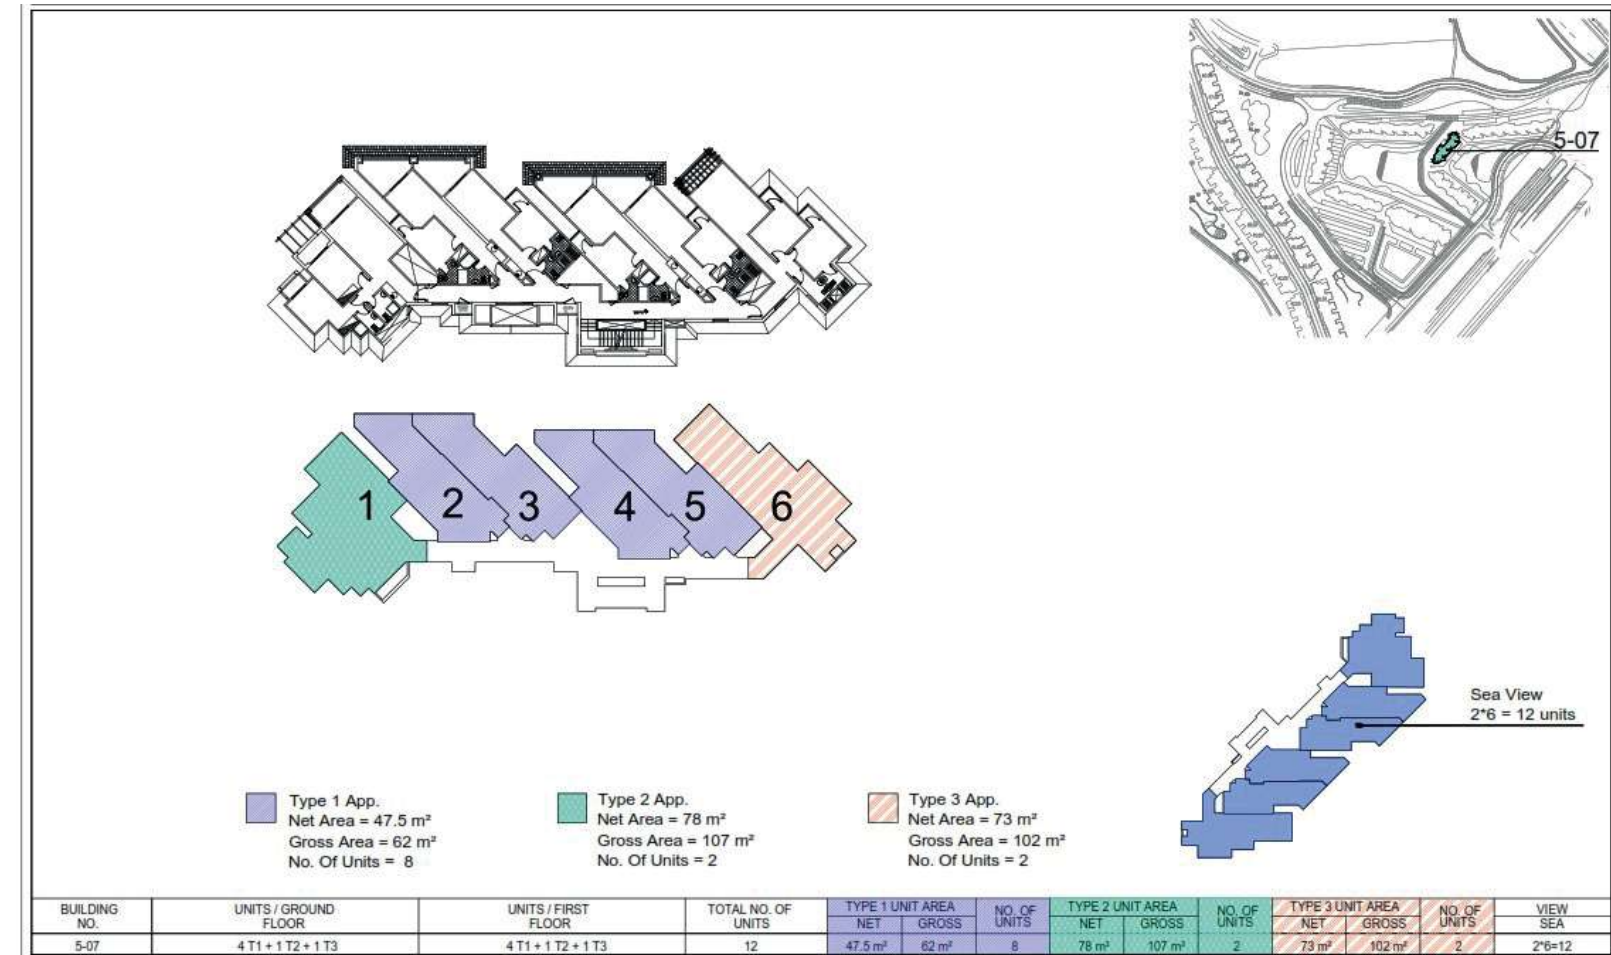 5-07
1
2
3
4
5
6
Sea View
2*6 = 12 units
Type 1 App.
Net Area = 47.5 m²
Gross Area = 62 m²
No. Of Units = 8
Type 2 App.
Net Area = 78 m²
Gross Area = 107 m²
No. Of Units = 2
Type 3 App.
Net Area = 73 m²
Gross Area = 102 m²
No. Of Units = 2
BUILDING NO.
UNITS / GROUND FLOOR
UNITS / FIRST FLOOR
TOTAL NO. OF UNITS
TYPE 1 UNIT AREA
NET GROSS
NO. OF UNITS
TYPE 2 UNIT AREA
NET GROSS
NO. OF UNITS
TYPE 3 UNIT AREA
NET GROSS
NO. OF UNITS
VIEW
SEA
5-07 4 T1 + 1 T2 + 1 T3 4 T1 + 1 T2 + 1 T3 12 47.5 m² 62 m² 8 78 m² 107 m² 2 73 m² 102 m² 2 2*6=12